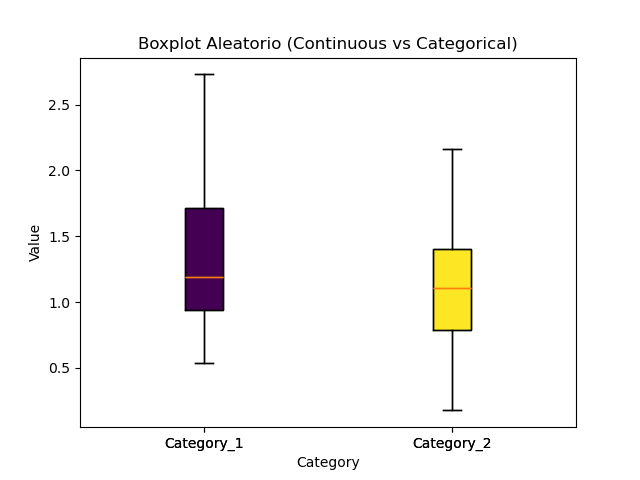 Boxplot Aleatorio (Continuous vs Categorical)
Value
2.5
2.0
1.5
1.0
0.5
Category_1
Category_2
Category